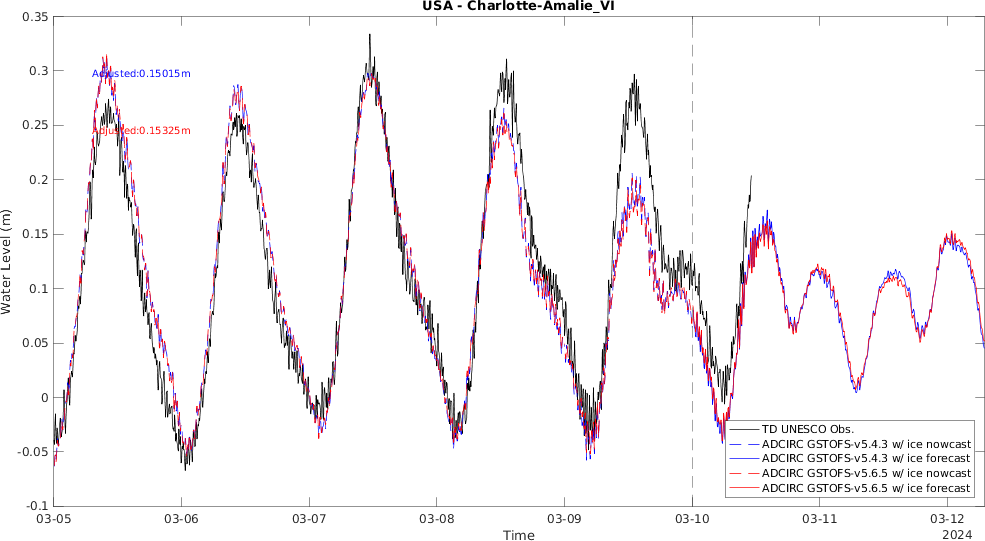 USA - Charlotte-Amalie_VI
0.35
0.3
0.25
0.2
0.15
0.1
0.05
0
-0.05
-0.1
Water Level (m)
Adjusted:0.15015m
Adjusted:0.15325m
TD UNESCO Obs.
ADCIRC GSTOFS-v5.4.3 w/ ice nowcast
ADCIRC GSTOFS-v5.4.3 w/ ice forecast
ADCIRC GSTOFS-v5.6.5 w/ ice nowcast
ADCIRC GSTOFS-v5.6.5 w/ ice forecast
03-05 03-06 03-07 03-08 03-09 03-10 03-11 03-12
Time
2024